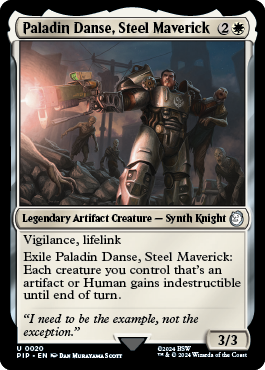 Paladin Danse, Steel Maverick 2
Legendary Artifact Creature — Synth Knight
Vigilance, lifelink
Exile Paladin Danse, Steel Maverick:
Each creature you control that's an
artifact or Human gains indestructible
until end of turn.
"I need to be the example, not the
exception."
3/3
U 0020
PIP • EN Dan Murayama Scott
©2024 BSW
™ & © 2024 Wizards of the Coast